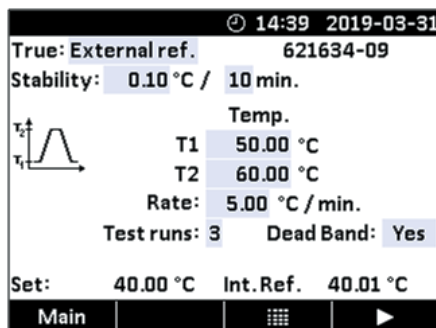 14:39 2019-03-31
True: External ref. 621634-09
Stability: 0.10 °C / 10 min.
Temp.
T2
T1
T1 50.00 °C
T2 60.00 °C
Rate: 5.00 °C / min.
Test runs: 3 Dead Band: Yes
Set: 40.00 °C Int. Ref. 40.01 °C
Main